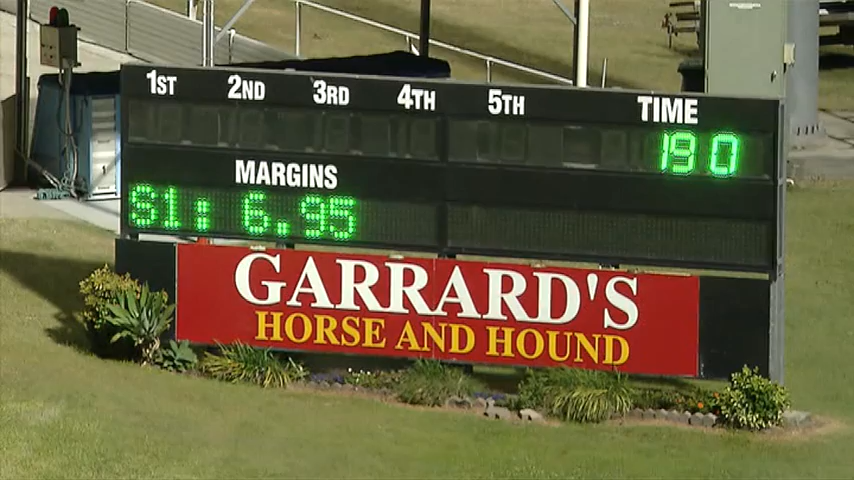 1ST 2ND 3RD 4TH 5TH TIME
190
MARGINS
S1: 6.95
GARRARD'S
HORSE AND HOUND